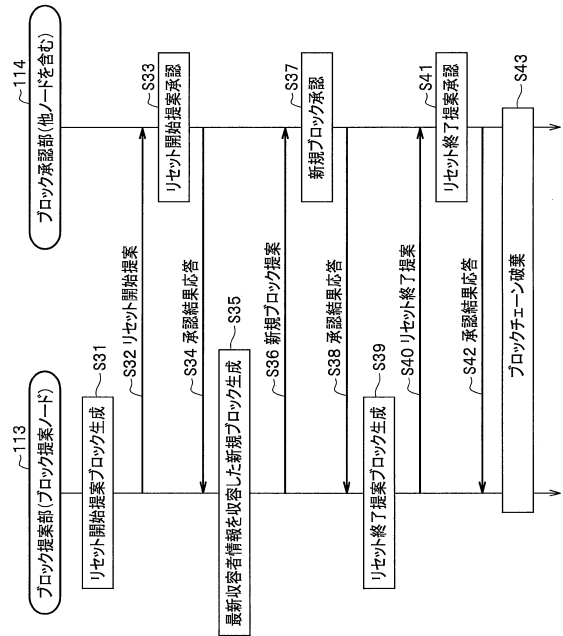 113
ブロック提案部(ブロック提案ノード)
114
ブロック承認部(他ノードを含む)
S31
リセット開始提案ブロック生成
S32 リセット開始提案
S33
リセット開始提案承認
S34 承認結果応答
S35
最新収容者情報を収容した新規ブロック生成
S36 新規ブロック提案
S37
新規ブロック承認
S38 承認結果応答
S39
リセット終了提案ブロック生成
S40 リセット終了提案
S41
リセット終了提案承認
S42 承認結果応答
S43
ブロックチェーン破棄